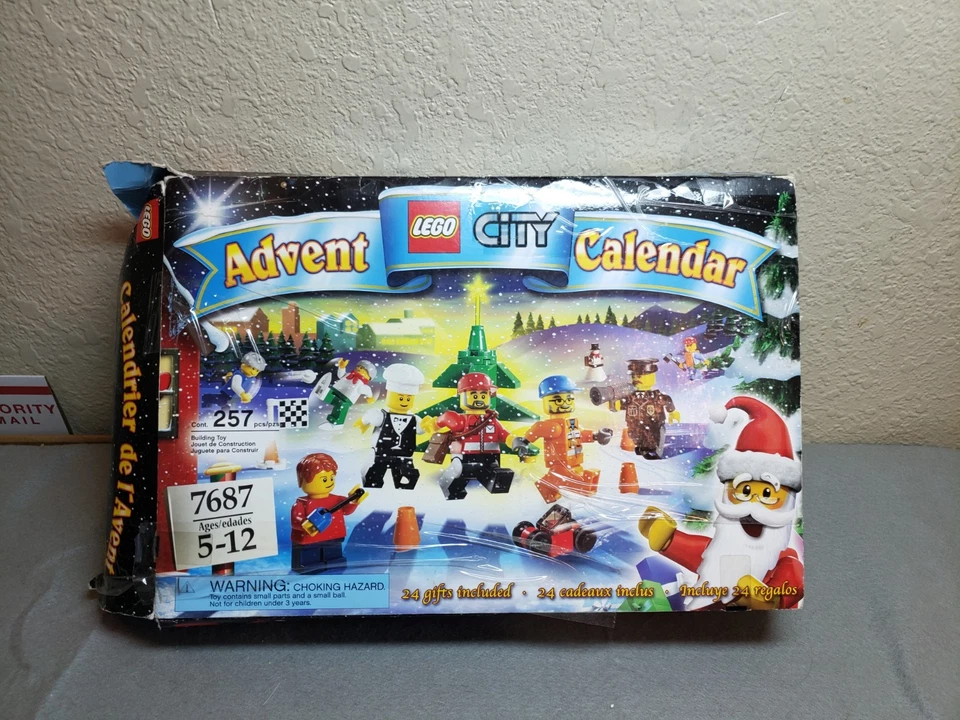 LEGO
CITY
Advent
Calendar
LEGO
Calendrier de l'Avent
Cont. 257 pcs/pzs
Building Toy
Jouet de Construction
Juguete para Construir
7687
Ages/edades
5-12
WARNING: CHOKING HAZARD.
Toy contains small parts and a small ball.
Not for children under 3 years.
24 gifts included · 24 cadeaux inclus · Incluye 24 regalos
ORITY
MAIL